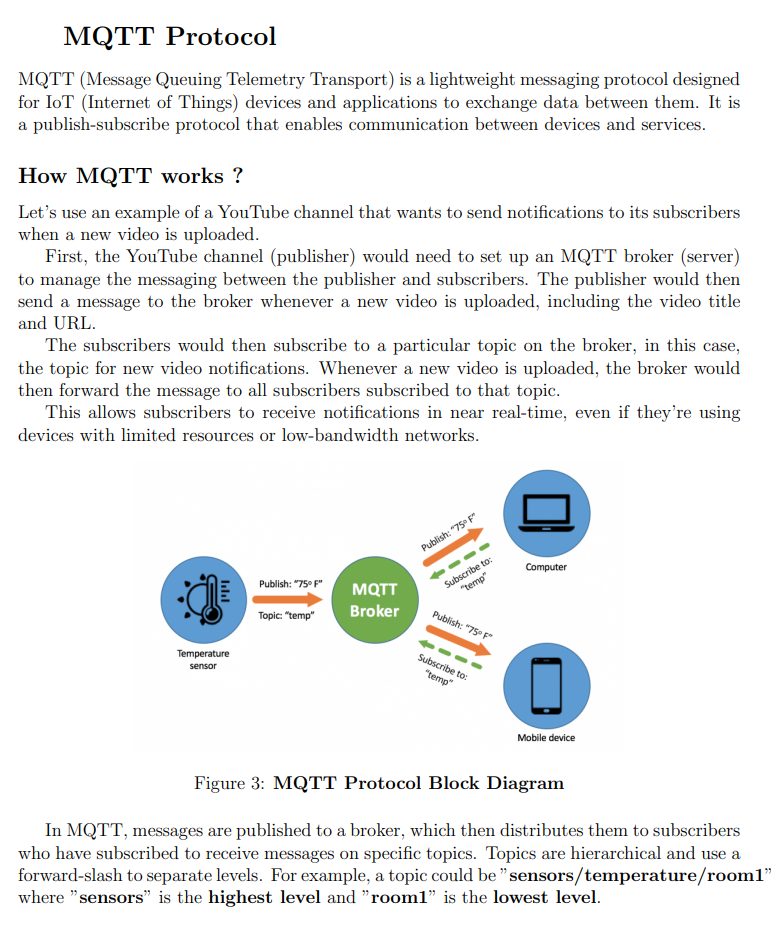 MQTT Protocol
MQTT (Message Queuing Telemetry Transport) is a lightweight messaging protocol designed
for IoT (Internet of Things) devices and applications to exchange data between them. It is
a publish-subscribe protocol that enables communication between devices and services.
How MQTT works ?
Let's use an example of a YouTube channel that wants to send notifications to its subscribers
when a new video is uploaded.
First, the YouTube channel (publisher) would need to set up an MQTT broker (server)
to manage the messaging between the publisher and subscribers. The publisher would then
send a message to the broker whenever a new video is uploaded, including the video title
and URL.
The subscribers would then subscribe to a particular topic on the broker, in this case,
the topic for new video notifications. Whenever a new video is uploaded, the broker would
then forward the message to all subscribers subscribed to that topic.
This allows subscribers to receive notifications in near real-time, even if they're using
devices with limited resources or low-bandwidth networks.
Publish: "75º F"
Topic: "temp"
Temperature
sensor
MQTT
Broker
Publish: "75º F"
Subscribe to:
"temp"
Computer
Publish: "75º F"
Subscribe to:
"temp"
Mobile device
Figure 3: MQTT Protocol Block Diagram
In MQTT, messages are published to a broker, which then distributes them to subscribers
who have subscribed to receive messages on specific topics. Topics are hierarchical and use a
forward-slash to separate levels. For example, a topic could be ”sensors/temperature/room1”
where ”sensors” is the highest level and ”room1” is the lowest level.